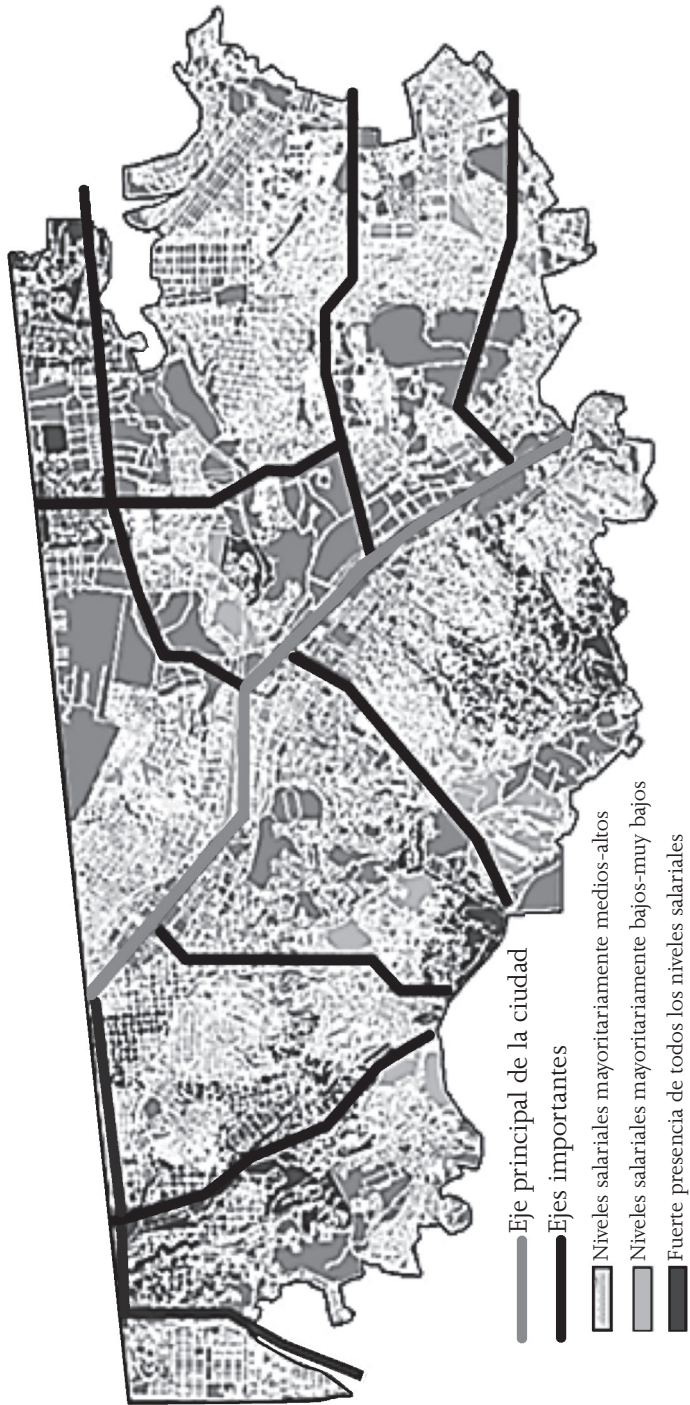 Eje principal de la ciudad
Ejes importantes
Niveles salariales mayoritariamente medios-altos
Niveles salariales mayoritariamente bajos-muy bajos
Fuerte presencia de todos los niveles salariales